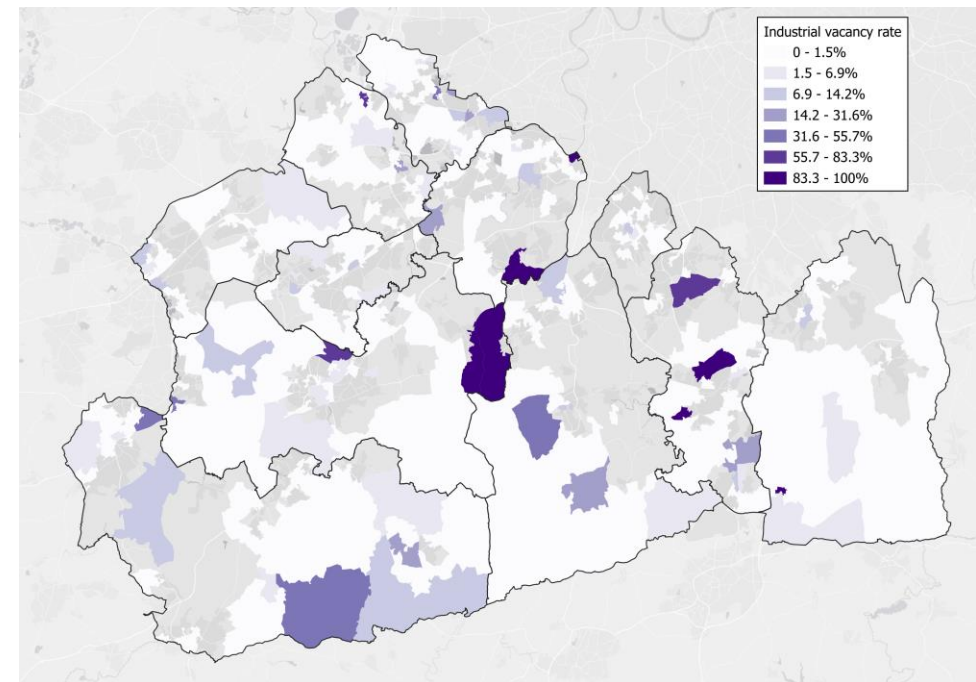 Industrial vacancy rate
0 - 1.5%
1.5 - 6.9%
6.9 - 14.2%
14.2 - 31.6%
31.6 - 55.7%
55.7 - 83.3%
83.3 - 100%